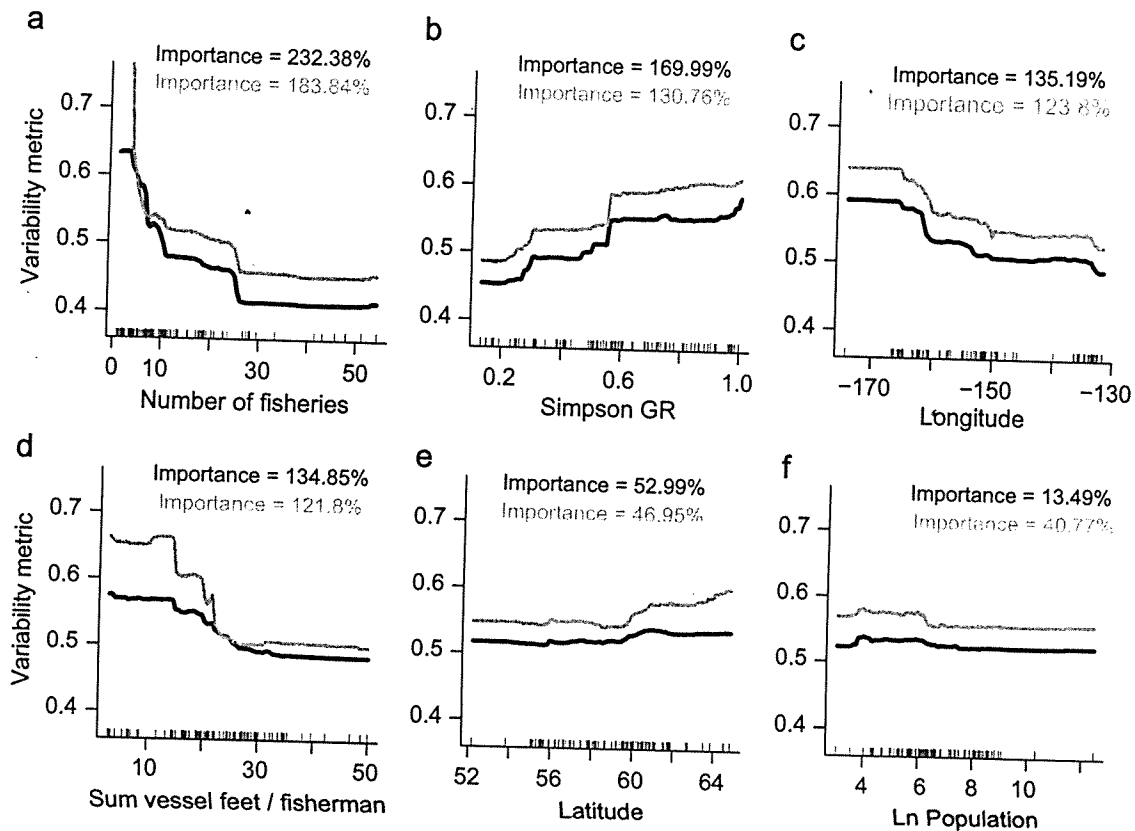 a
Importance = 232.38%
Importance = 183.84%
Variability metric
0.7
0.6
0.5
0.4
0 10 30 50
Number of fisheries
b
Importance = 169.99%
Importance = 130.76%
0.7
0.6
0.5
0.4
0.2 0.6 1.0
Simpson GR
c
Importance = 135.19%
Importance = 123.8%
0.7
0.6
0.5
0.4
−170 −150 −130
Longitude
d
Importance = 134.85%
Importance = 121.8%
Variability metric
0.7
0.6
0.5
0.4
10 30 50
Sum vessel feet / fisherman
e
Importance = 52.99%
Importance = 46.95%
0.7
0.6
0.5
0.4
52 56 60 64
Latitude
f
Importance = 13.49%
Importance = 40.77%
0.7
0.6
0.5
0.4
4 6 8 10
Ln Population